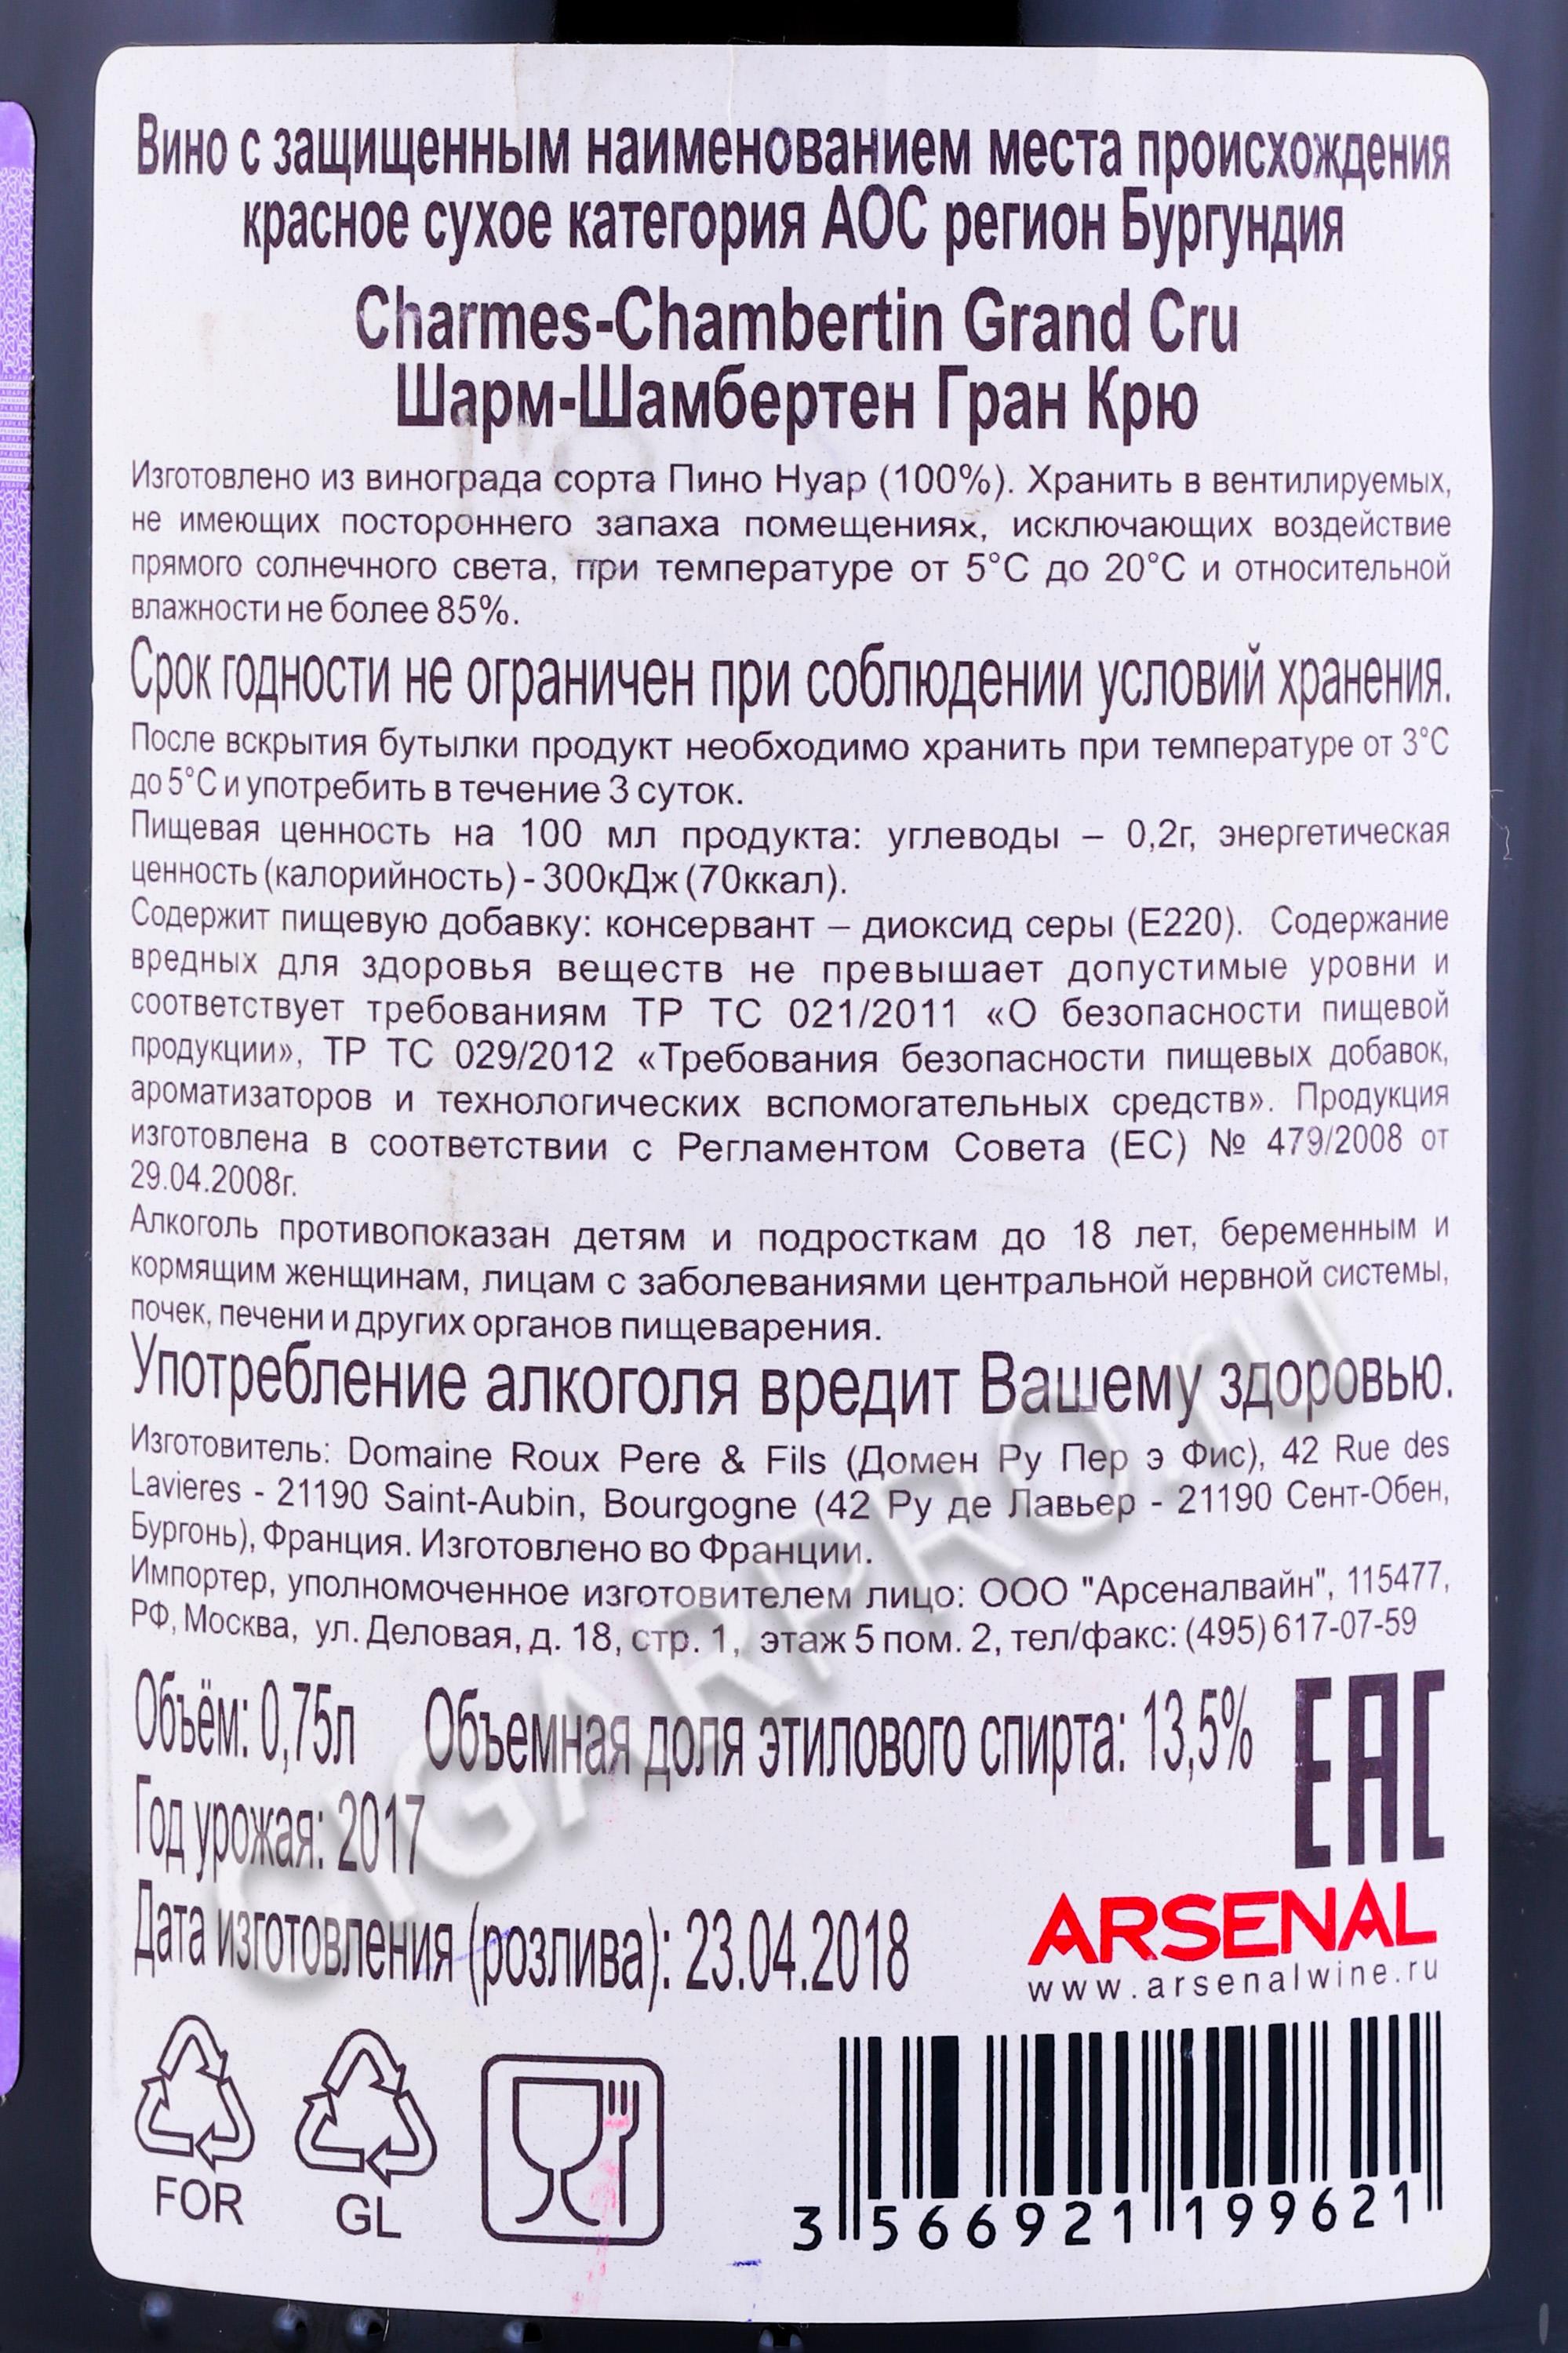 Вино с защищенным наименованием места происхождения
красное сухое категория АОС регион Бургундия
Charmes-Chambertin Grand Cru
Шарм-Шамбертен Гран Крю
Изготовлено из винограда сорта Пино Нуар (100%). Хранить в вентилируемых,
не имеющих постороннего запаха помещениях, исключающих воздействие
прямого солнечного света, при температуре от 5°С до 20°С и относительной
влажности не более 85%.
Срок годности не ограничен при соблюдении условий хранения.
После вскрытия бутылки продукт необходимо хранить при температуре от 3°С
до 5°С и употребить в течение 3 суток.
Пищевая ценность на 100 мл продукта: углеводы – 0,2г, энергетическая
ценность (калорийность) - 300кДж (70ккал).
Содержит пищевую добавку: консервант – диоксид серы (Е220). Содержание
вредных для здоровья веществ не превышает допустимые уровни и
соответствует требованиям ТР ТС 021/2011 «О безопасности пищевой
продукции», ТР ТС 029/2012 «Требования безопасности пищевых добавок,
ароматизаторов и технологических вспомогательных средств». Продукция
изготовлена в соответствии с Регламентом Совета (ЕС) № 479/2008 от
29.04.2008г.
Алкоголь противопоказан детям и подросткам до 18 лет, беременным и
кормящим женщинам, лицам с заболеваниями центральной нервной системы,
почек, печени и других органов пищеварения.
Употребление алкоголя вредит Вашему здоровью.
Изготовитель: Domaine Roux Pere & Fils (Домен Ру Пер э Фис), 42 Rue des
Lavieres - 21190 Saint-Aubin, Bourgogne (42 Ру де Лавьер - 21190 Сент-Обен,
Бургонь), Франция. Изготовлено во Франции.
Импортер, уполномоченное изготовителем лицо: ООО "Арсеналвайн", 115477,
РФ, Москва, ул. Деловая, д. 18, стр. 1, этаж 5 пом. 2, тел/факс: (495) 617-07-59
Объём: 0,75л Объемная доля этилового спирта: 13,5%
EAC
Год урожая: 2017
Дата изготовления (розлива): 23.04.2018
ARSENAL
www.arsenalwine.ru
FOR
GL
3 566921 199621
CIGARPRO.ru